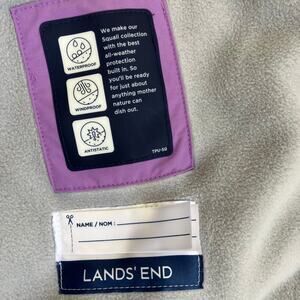 We make our
Squall collection
with the best
all-weather
protection
built in. So
you'll be ready
for just about
anything mother
nature can
dish out.
WATERPROOF
WINDPROOF
ANTISTATIC
TPU-50
NAME / NOM :
LANDS' END